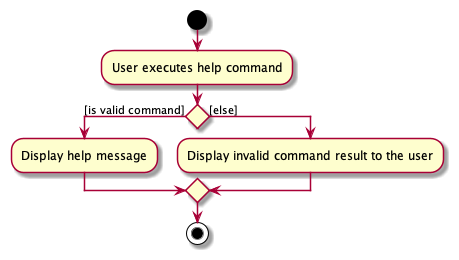 User executes help command
[is valid command]
[else]
Display help message
Display invalid command result to the user